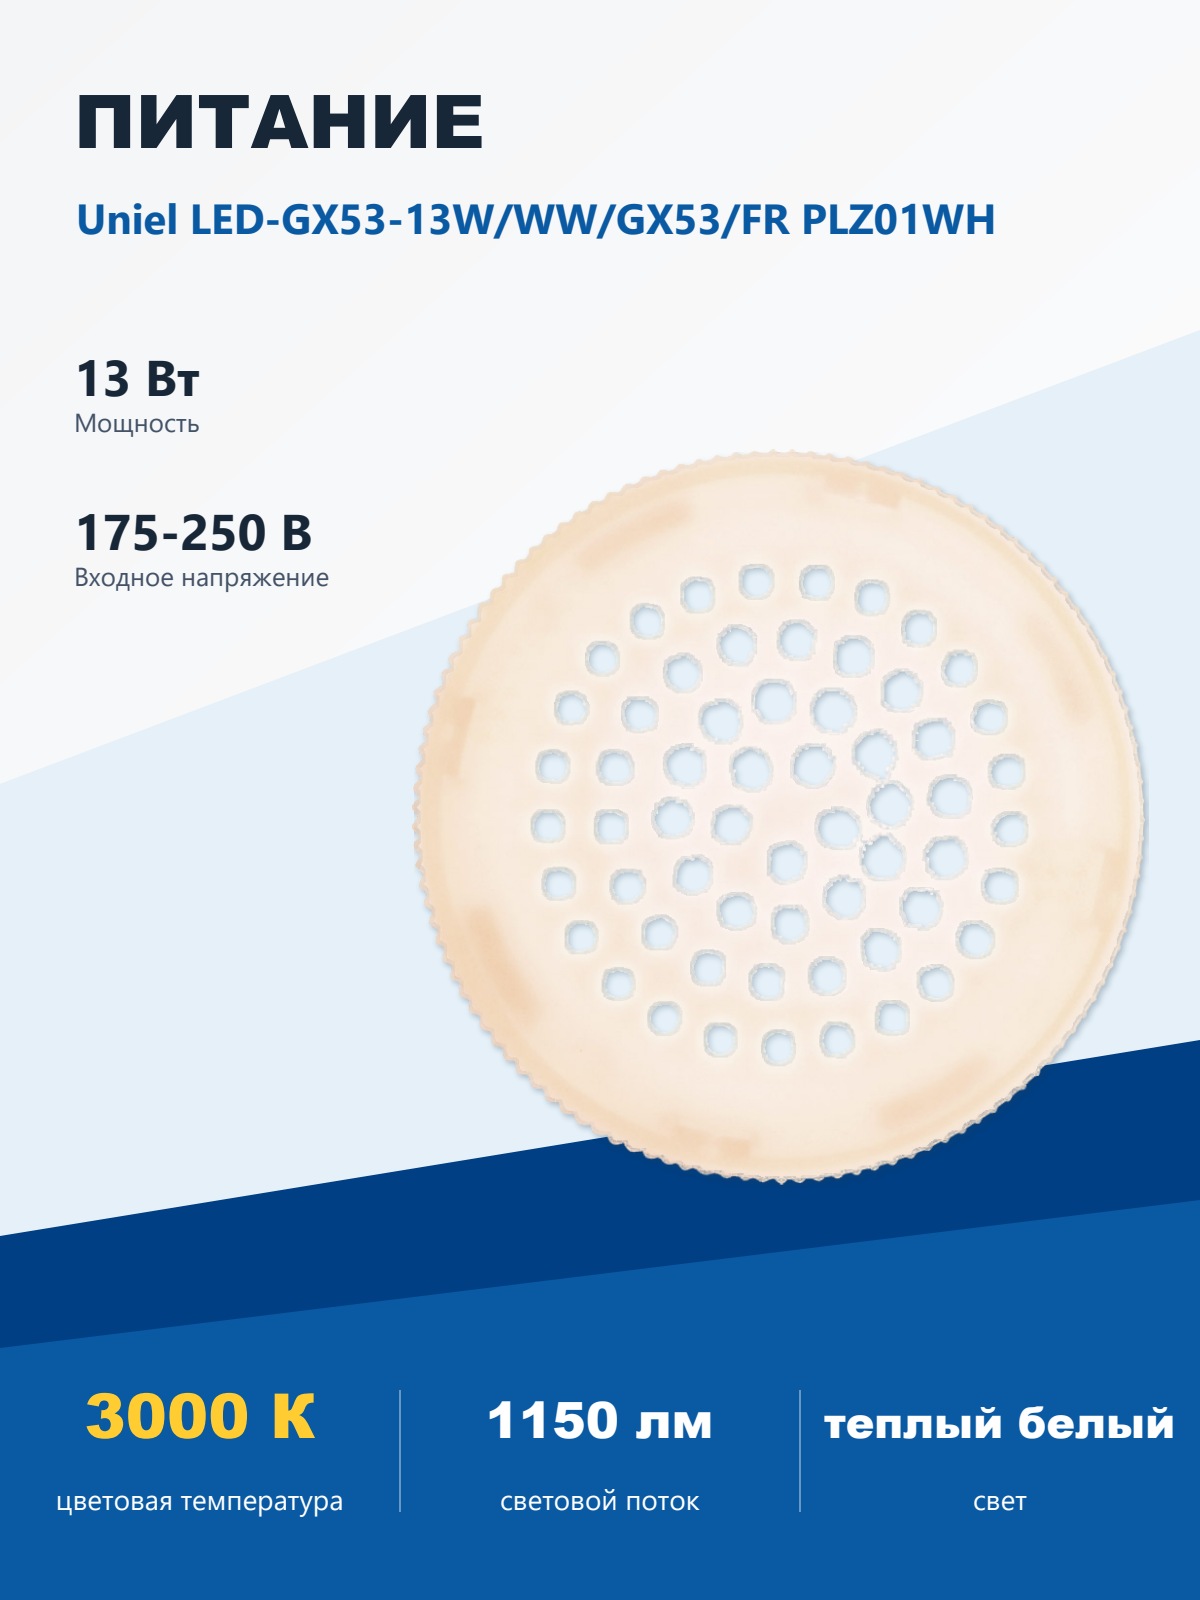 ПИТАНИЕ
Uniel LED-GX53-13W/WW/GX53/FR PLZ01WH
13 Вт
Мощность
175-250 В
Входное напряжение
3000 К
цветовая температура
1150 лм
световой поток
теплый белый
свет